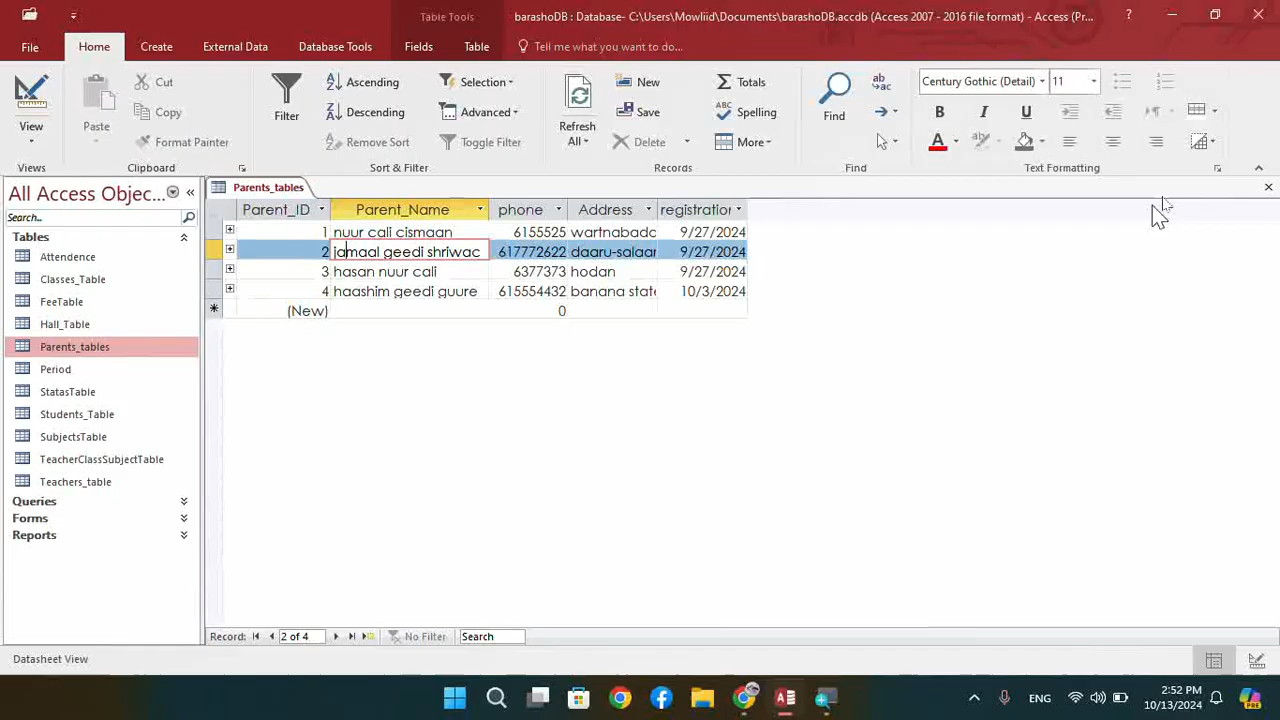 Table Tools
barashoDB : Database- C:\Users\Mowliid\Documents\barashoDB.accdb (Access 2007 - 2016 file format) - Access (Pr...
File
Home
Create
External Data
Database Tools
Fields
Table
Tell me what you want to do...
View
Views
Paste
Cut
Copy
Format Painter
Clipboard
Filter
Ascending
Descending
Remove Sort
Selection
Advanced
Toggle Filter
Sort & Filter
Refresh
All
New
Save
Delete
Totals
Spelling
More
Records
Find
Find
Century Gothic (Detail)
11
B I U
A
Text Formatting
All Access Objec...
Search...
Tables
Attendence
Classes_Table
FeeTable
Hall_Table
Parents_tables
Period
StatasTable
Students_Table
SubjectsTable
TeacherClassSubjectTable
Teachers_table
Queries
Forms
Reports
Parents_tables
Parent_ID Parent_Name phone Address registration
1 nuur cali cismaan 6155525 wartnabada 9/27/2024
2 jamaal geedi shriwac 617772622 daaru-salaar 9/27/2024
3 hasan nuur cali 6377373 hodan 9/27/2024
4 haashim geedi guure 615554432 banana state 10/3/2024
(New) 0
Record: 2 of 4 No Filter Search
Datasheet View
ENG
2:52 PM
10/13/2024
PRE